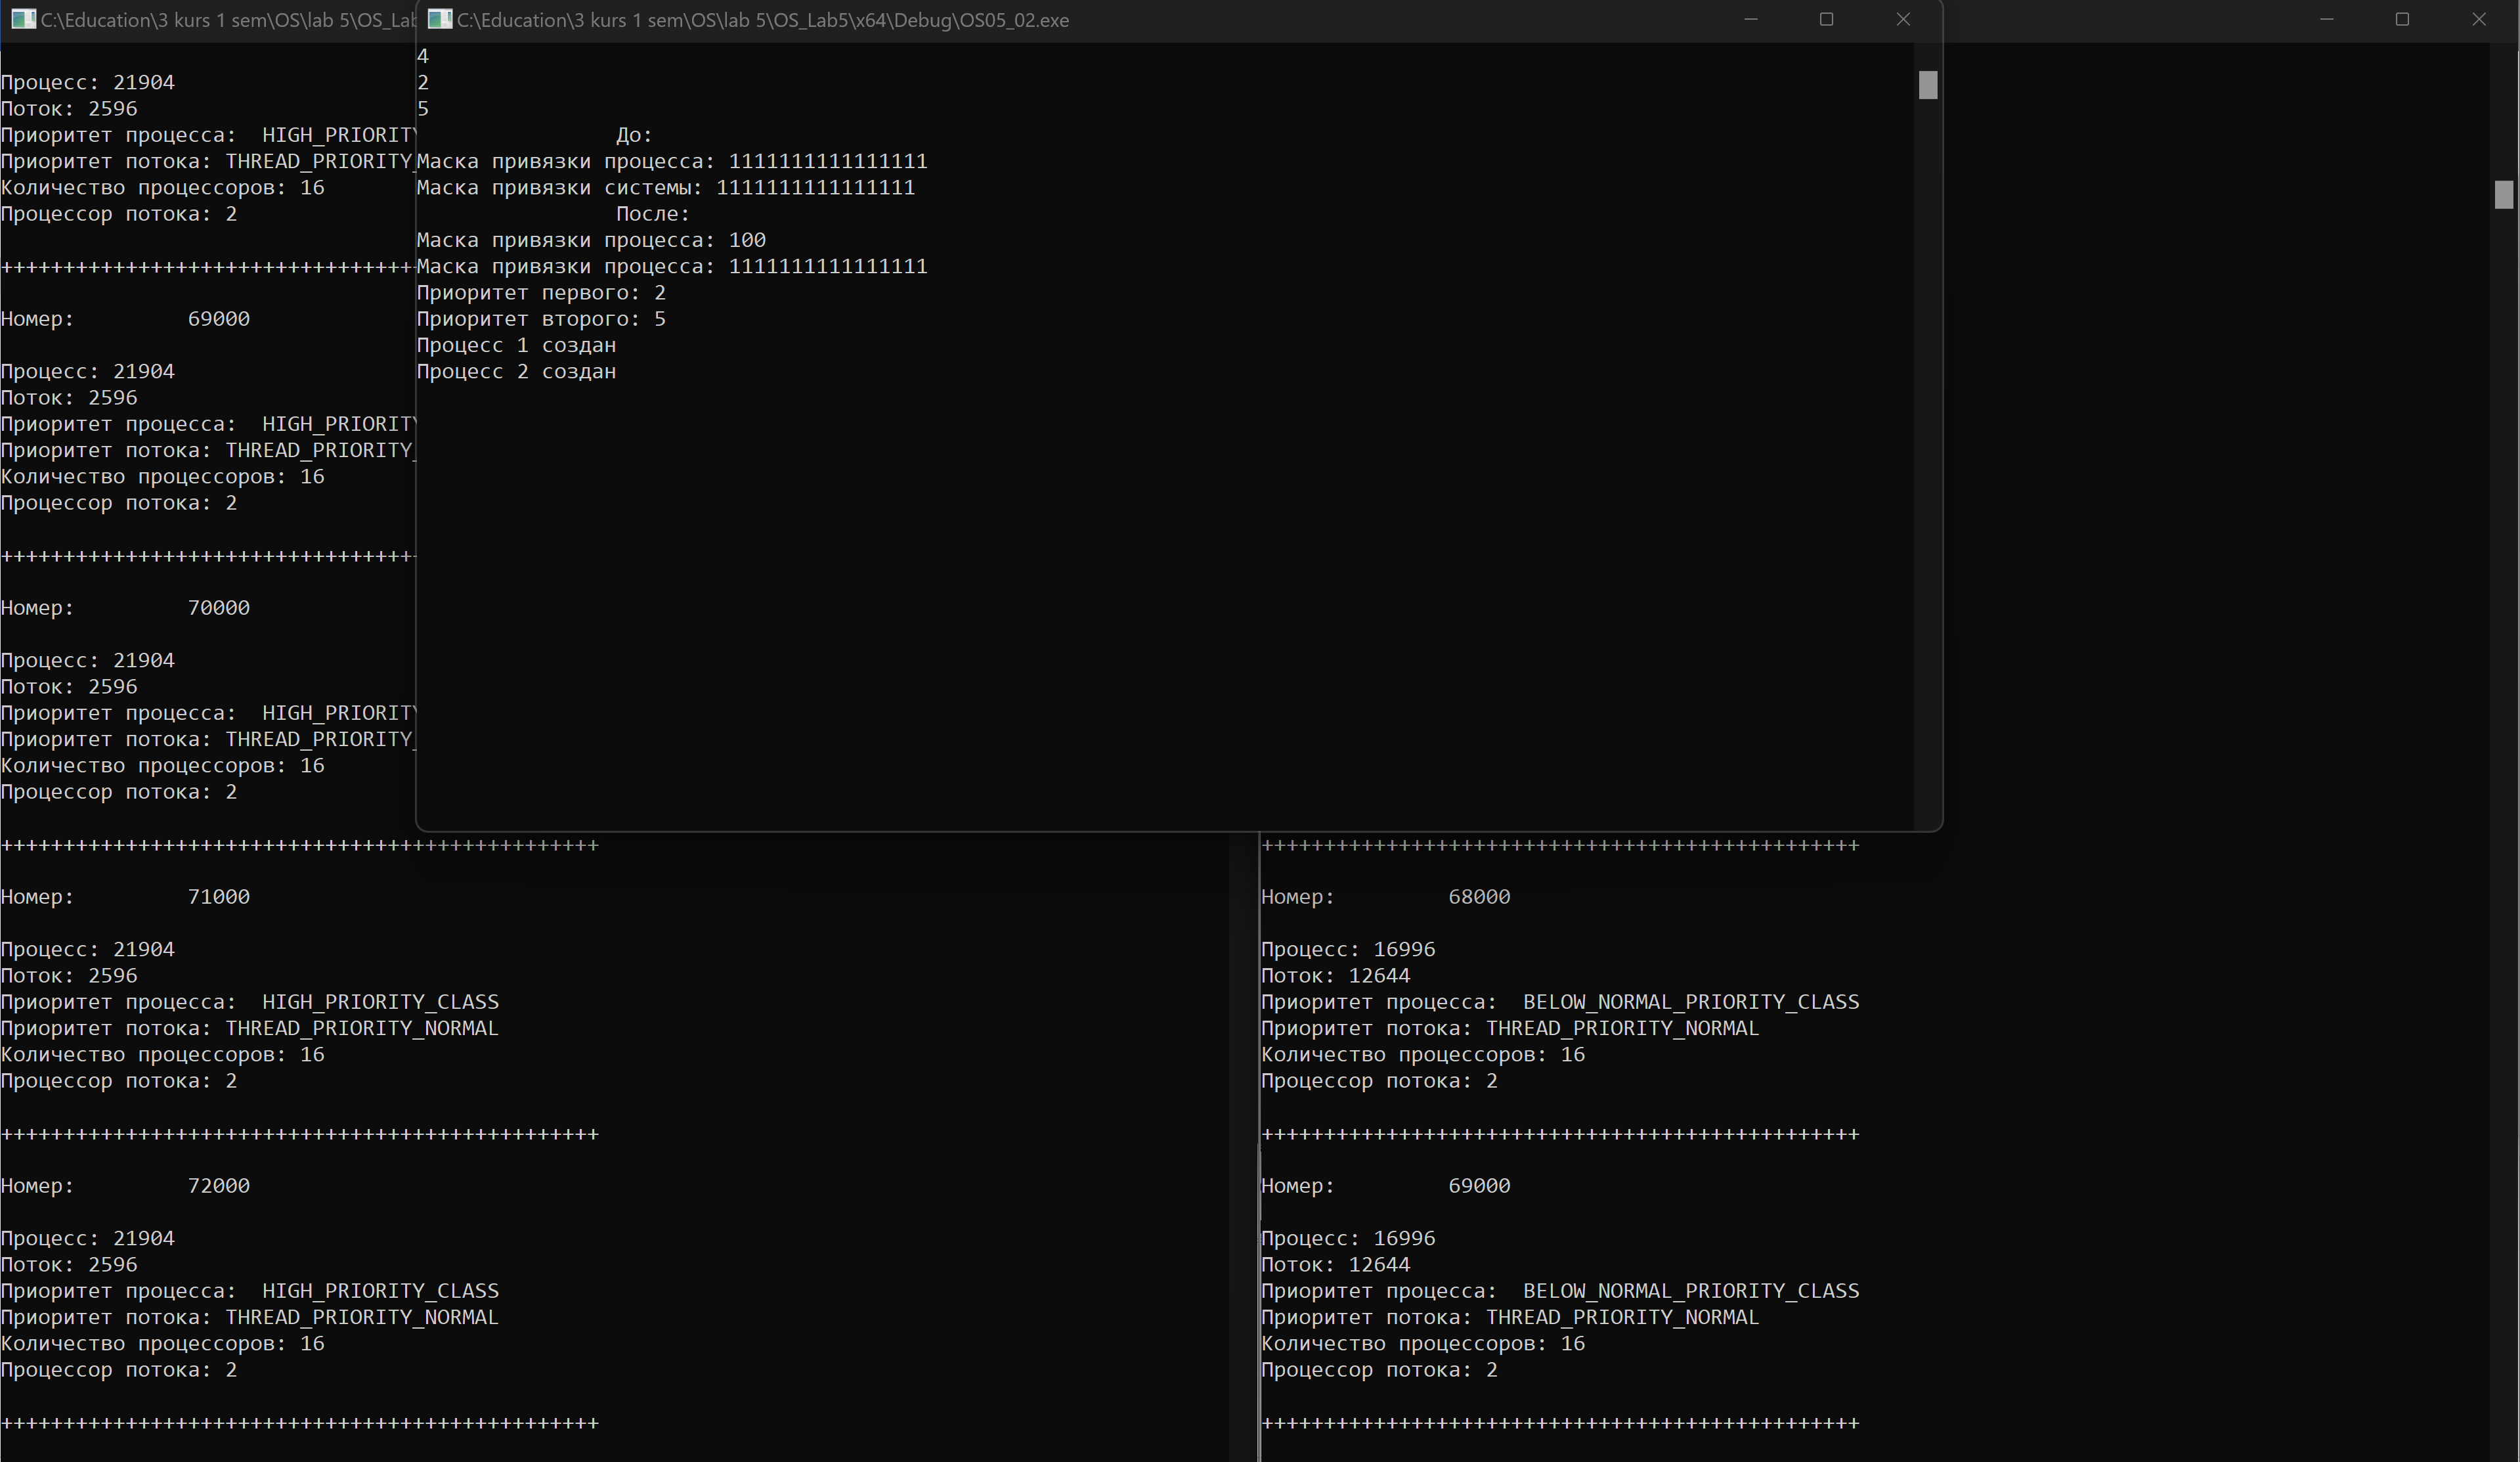 C:\Education\3 kurs 1 sem\OS\lab 5\OS_Lab
Процесс: 21904
Поток: 2596
Приоритет процесса:  HIGH_PRIORITY
Приоритет потока: THREAD_PRIORITY_
Количество процессоров: 16
Процессор потока: 2
+++++++++++++++++++++++++++++++++
Номер:         69000
Процесс: 21904
Поток: 2596
Приоритет процесса:  HIGH_PRIORITY
Приоритет потока: THREAD_PRIORITY_
Количество процессоров: 16
Процессор потока: 2
+++++++++++++++++++++++++++++++++
Номер:         70000
Процесс: 21904
Поток: 2596
Приоритет процесса:  HIGH_PRIORITY
Приоритет потока: THREAD_PRIORITY_
Количество процессоров: 16
Процессор потока: 2
++++++++++++++++++++++++++++++++++++++++++++++++
Номер:         71000
Процесс: 21904
Поток: 2596
Приоритет процесса:  HIGH_PRIORITY_CLASS
Приоритет потока: THREAD_PRIORITY_NORMAL
Количество процессоров: 16
Процессор потока: 2
++++++++++++++++++++++++++++++++++++++++++++++++
Номер:         72000
Процесс: 21904
Поток: 2596
Приоритет процесса:  HIGH_PRIORITY_CLASS
Приоритет потока: THREAD_PRIORITY_NORMAL
Количество процессоров: 16
Процессор потока: 2
++++++++++++++++++++++++++++++++++++++++++++++++
C:\Education\3 kurs 1 sem\OS\lab 5\OS_Lab5\x64\Debug\OS05_02.exe
4
2
5
До:
Маска привязки процесса: 1111111111111111
Маска привязки системы: 1111111111111111
После:
Маска привязки процесса: 100
Маска привязки процесса: 1111111111111111
Приоритет первого: 2
Приоритет второго: 5
Процесс 1 создан
Процесс 2 создан
++++++++++++++++++++++++++++++++++++++++++++++++
Номер:         68000
Процесс: 16996
Поток: 12644
Приоритет процесса:  BELOW_NORMAL_PRIORITY_CLASS
Приоритет потока: THREAD_PRIORITY_NORMAL
Количество процессоров: 16
Процессор потока: 2
++++++++++++++++++++++++++++++++++++++++++++++++
Номер:         69000
Процесс: 16996
Поток: 12644
Приоритет процесса:  BELOW_NORMAL_PRIORITY_CLASS
Приоритет потока: THREAD_PRIORITY_NORMAL
Количество процессоров: 16
Процессор потока: 2
++++++++++++++++++++++++++++++++++++++++++++++++